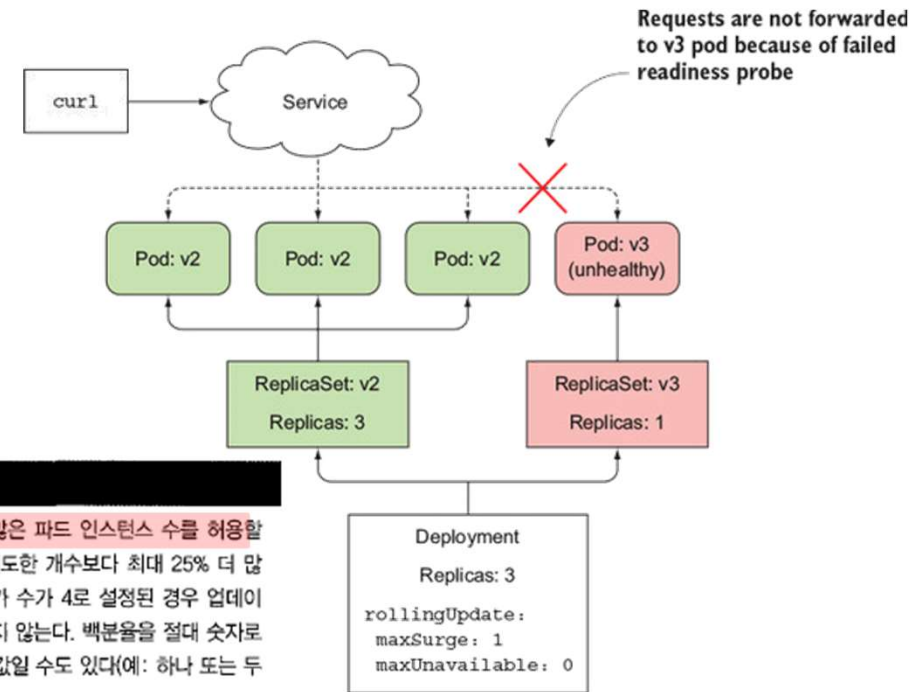 Requests are not forwarded
to v3 pod because of failed
readiness probe
curl
Service
Pod: v2
Pod: v2
Pod: v2
Pod: v3
(unhealthy)
ReplicaSet: v2
Replicas: 3
ReplicaSet: v3
Replicas: 1
많은 파드 인스턴스 수를 허용할
도한 개수보다 최대 25% 더 많
가 수가 4로 설정된 경우 업데이
지 않는다. 백분율을 절대 숫자로
값일 수도 있다(예: 하나 또는 두
Deployment
Replicas: 3
rollingUpdate:
maxSurge: 1
maxUnavailable: 0